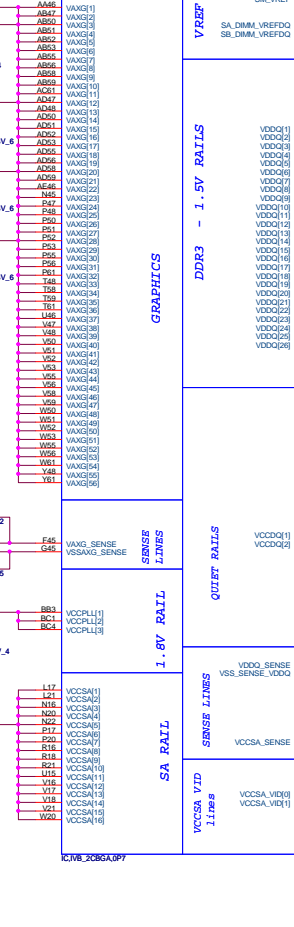 AA46 VAXG[1]
AB47 VAXG[2]
AB50 VAXG[3]
AB51 VAXG[4]
AB52 VAXG[5]
AB53 VAXG[6]
AB55 VAXG[7]
AB56 VAXG[8]
AB58 VAXG[9]
AB59 VAXG[10]
AC61 VAXG[11]
AD47 VAXG[12]
AD48 VAXG[13]
AD50 VAXG[14]
AD51 VAXG[15]
AD52 VAXG[16]
AD53 VAXG[17]
AD55 VAXG[18]
AD56 VAXG[19]
AD58 VAXG[20]
AD59 VAXG[21]
AE46 VAXG[22]
N45 VAXG[23]
P47 VAXG[24]
P48 VAXG[25]
P50 VAXG[26]
P51 VAXG[27]
P52 VAXG[28]
P53 VAXG[29]
P55 VAXG[30]
P56 VAXG[31]
P61 VAXG[32]
T48 VAXG[33]
T58 VAXG[34]
T59 VAXG[35]
T61 VAXG[36]
U46 VAXG[37]
V47 VAXG[38]
V48 VAXG[39]
V50 VAXG[40]
V51 VAXG[41]
V52 VAXG[42]
V53 VAXG[43]
V55 VAXG[44]
V56 VAXG[45]
V58 VAXG[46]
V59 VAXG[47]
W50 VAXG[48]
W51 VAXG[49]
W52 VAXG[50]
W53 VAXG[51]
W55 VAXG[52]
W56 VAXG[53]
W61 VAXG[54]
Y48 VAXG[55]
Y61 VAXG[56]
GRAPHICS
F45 VAXG_SENSE
G45 VSSAXG_SENSE
SENSE
LINES
BB3 VCCPLL[1]
BC1 VCCPLL[2]
BC4 VCCPLL[3]
1.8V RAIL
L17 VCCSA[1]
L21 VCCSA[2]
N16 VCCSA[3]
N20 VCCSA[4]
N22 VCCSA[5]
P17 VCCSA[6]
P20 VCCSA[7]
R16 VCCSA[8]
R18 VCCSA[9]
R21 VCCSA[10]
U15 VCCSA[11]
V16 VCCSA[12]
V17 VCCSA[13]
V18 VCCSA[14]
V21 VCCSA[15]
W20 VCCSA[16]
SA RAIL
IC,IVB_2CBGA,0P7
VREF
SA_DIMM_VREFDQ
SB_DIMM_VREFDQ
DDR3 - 1.5V RAILS
VDDQ[1]
VDDQ[2]
VDDQ[3]
VDDQ[4]
VDDQ[5]
VDDQ[6]
VDDQ[7]
VDDQ[8]
VDDQ[9]
VDDQ[10]
VDDQ[11]
VDDQ[12]
VDDQ[13]
VDDQ[14]
VDDQ[15]
VDDQ[16]
VDDQ[17]
VDDQ[18]
VDDQ[19]
VDDQ[20]
VDDQ[21]
VDDQ[22]
VDDQ[23]
VDDQ[24]
VDDQ[25]
VDDQ[26]
QUIET RAILS
VCCDQ[1]
VCCDQ[2]
SENSE LINES
VDDQ_SENSE
VSS_SENSE_VDDQ
VCCSA_SENSE
VCCSA VID
lines
VCCSA_VID[0]
VCCSA_VID[1]